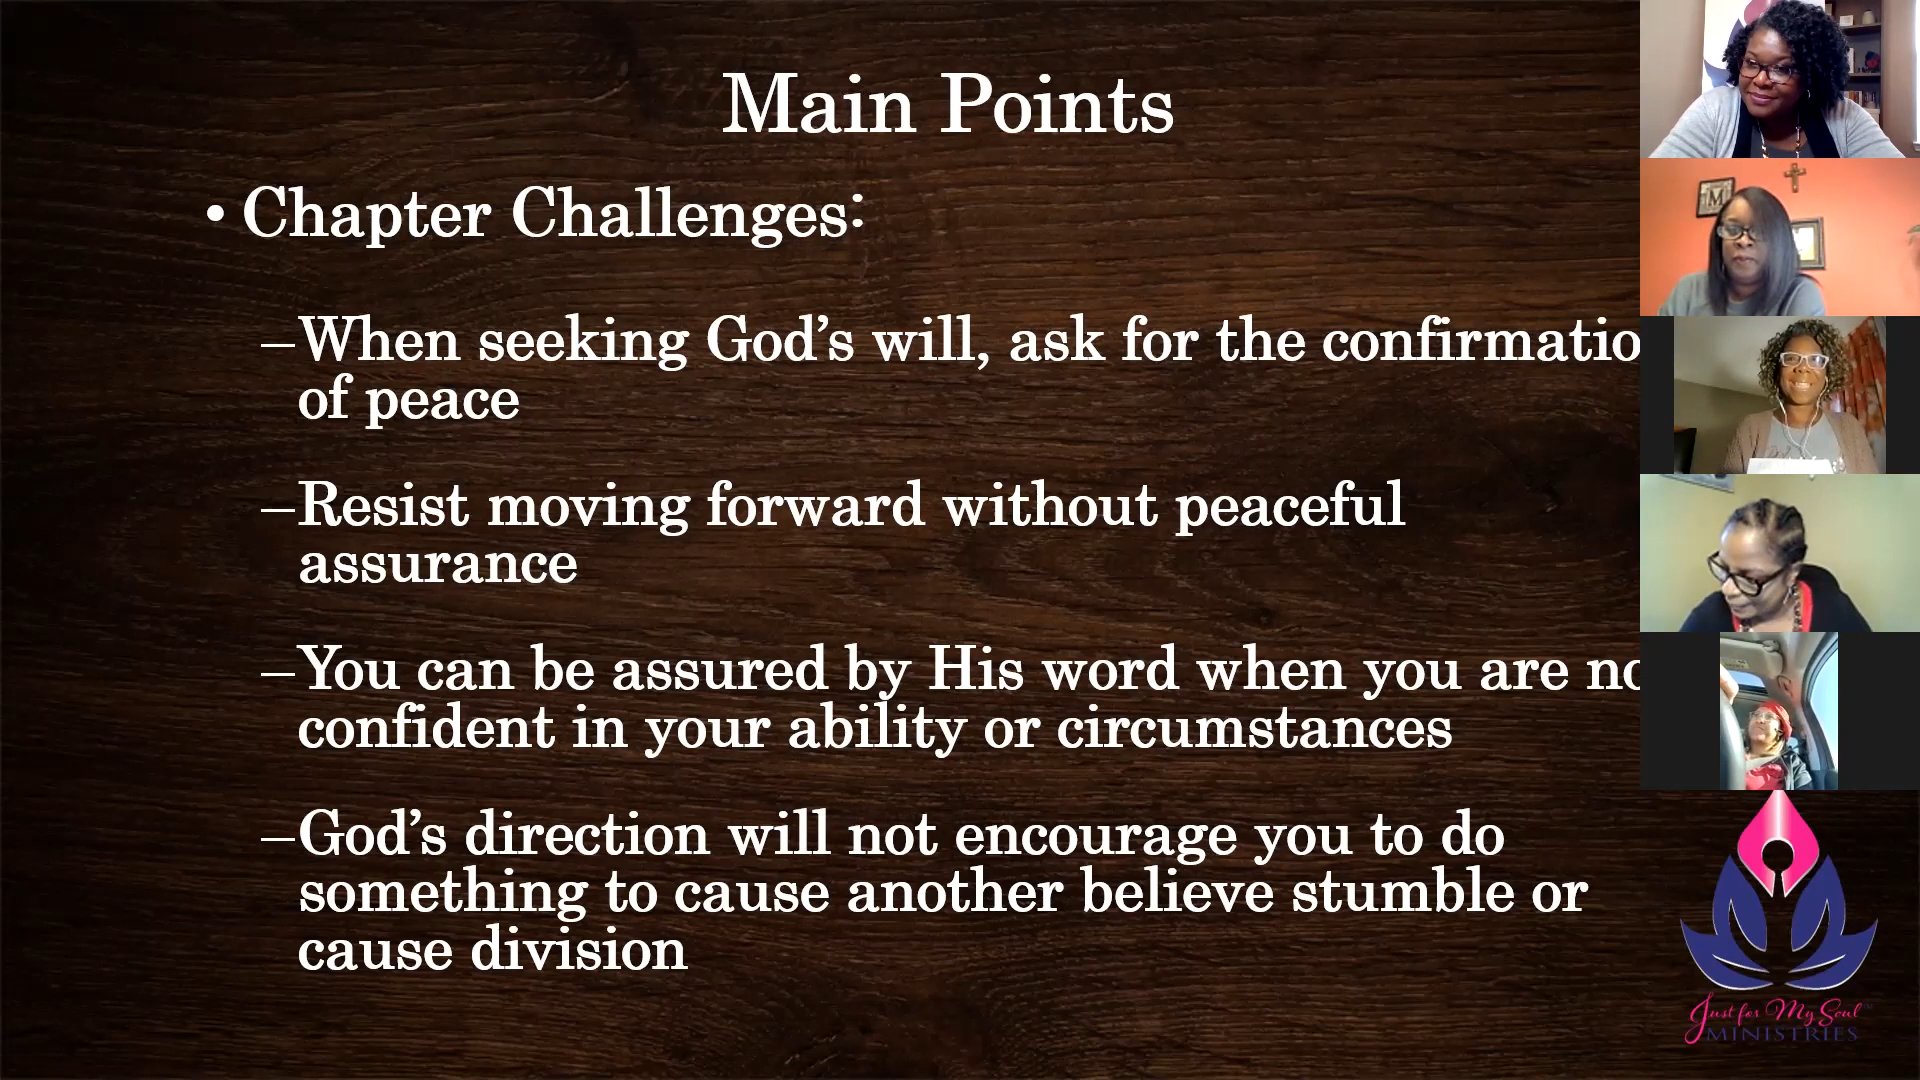 Main Points
• Chapter Challenges:
–When seeking God’s will, ask for the confirmatio
of peace
–Resist moving forward without peaceful
assurance
–You can be assured by His word when you are no
confident in your ability or circumstances
–God’s direction will not encourage you to do
something to cause another believe stumble or
cause division
M
Just for My Soul
MINISTRIES